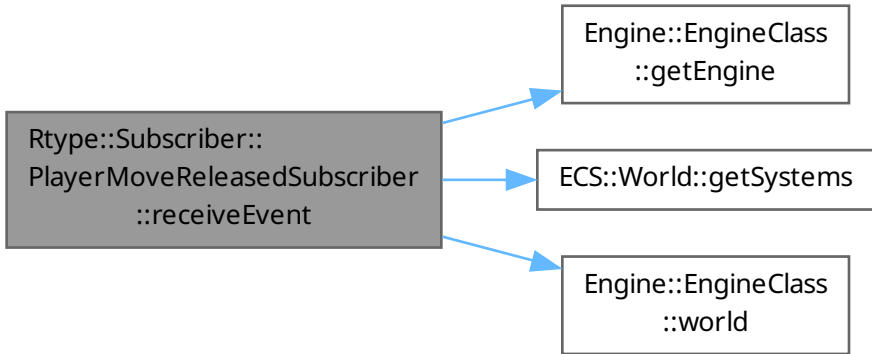 Rtype::Subscriber::
PlayerMoveReleasedSubscriber
::receiveEvent
Engine::EngineClass
::getEngine
ECS::World::getSystems
Engine::EngineClass
::world